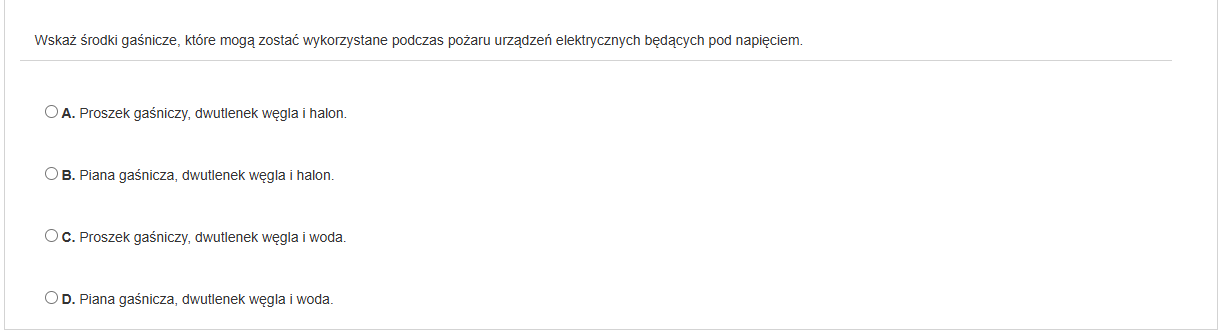 Wskaż środki gaśnicze, które mogą zostać wykorzystane podczas pożaru urządzeń elektrycznych będących pod napięciem.
A. Proszek gaśniczy, dwutlenek węgla i halon.
B. Piana gaśnicza, dwutlenek węgla i halon.
C. Proszek gaśniczy, dwutlenek węgla i woda.
D. Piana gaśnicza, dwutlenek węgla i woda.